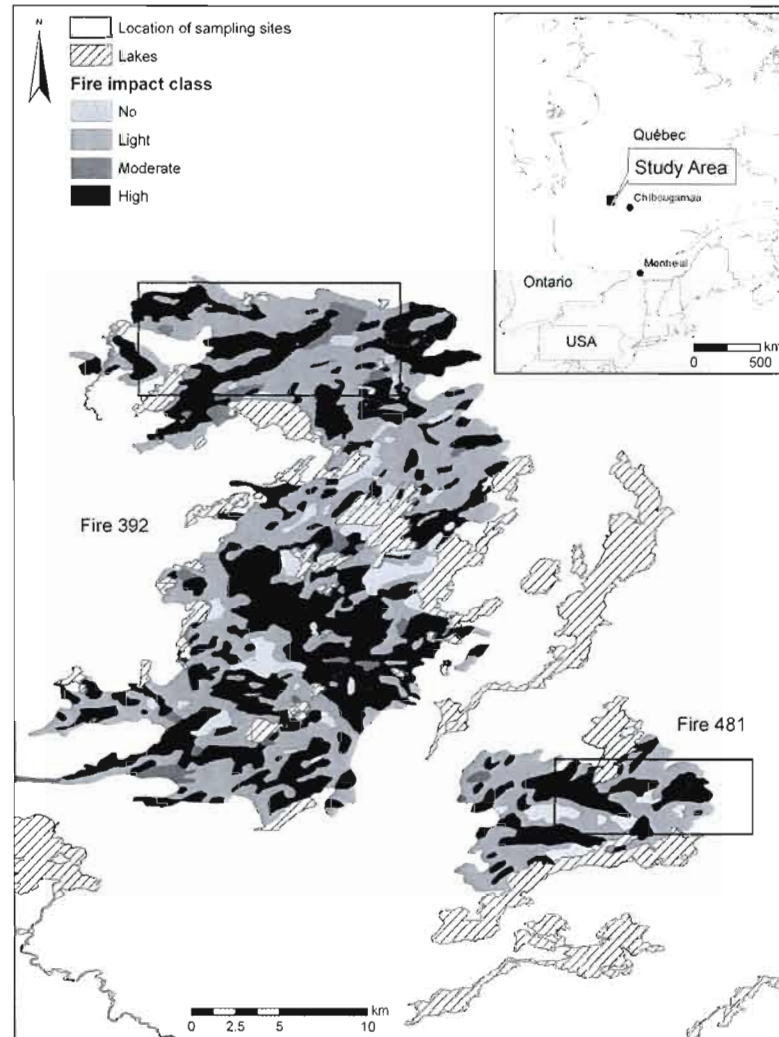 N
Location of sampling sites
Lakes
Fire impact class
No
Light
Moderate
High
Québec
Study Area
Chibougamau
Montreal
Ontario
USA
km
0 500
Fire 392
Fire 481
km
0 2.5 5 10